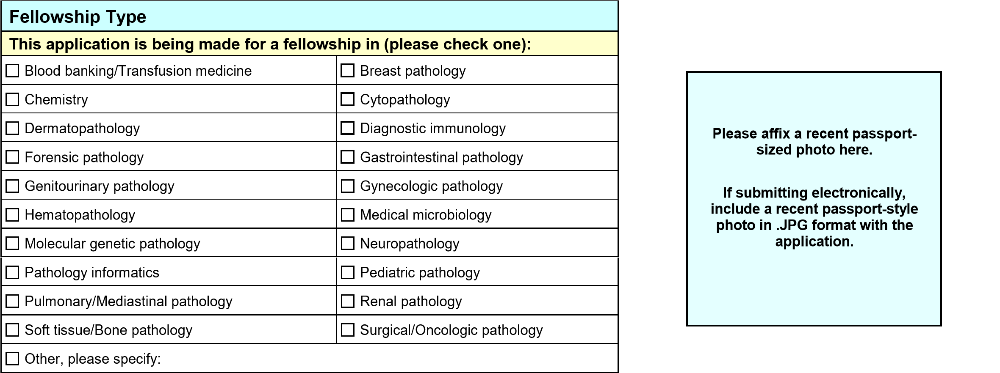 Fellowship Type
This application is being made for a fellowship in (please check one):
Blood banking/Transfusion medicine
Breast pathology
Chemistry
Cytopathology
Dermatopathology
Diagnostic immunology
Forensic pathology
Gastrointestinal pathology
Genitourinary pathology
Gynecologic pathology
Hematopathology
Medical microbiology
Molecular genetic pathology
Neuropathology
Pathology informatics
Pediatric pathology
Pulmonary/Mediastinal pathology
Renal pathology
Soft tissue/Bone pathology
Surgical/Oncologic pathology
Other, please specify:
Please affix a recent passport-
sized photo here.
If submitting electronically,
include a recent passport-style
photo in .JPG format with the
application.